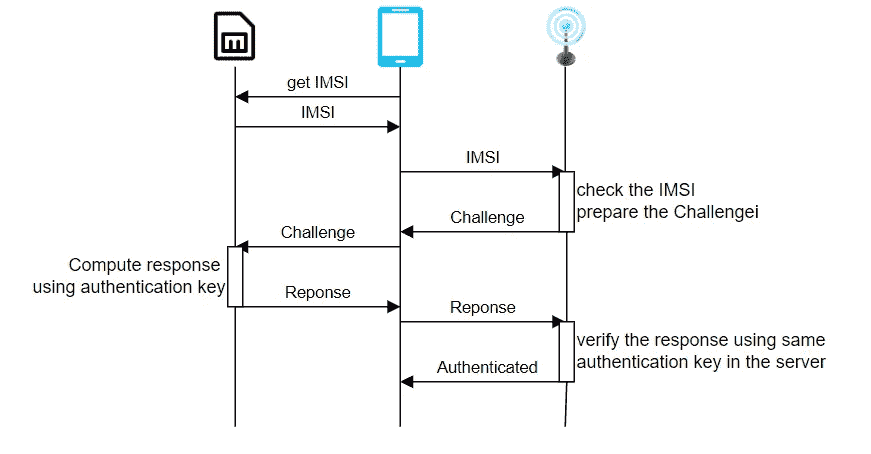 get IMSI
IMSI
IMSI
check the IMSI
prepare the Challengei
Challenge
Challenge
Compute response
using authentication key
Reponse
Reponse
verify the response using same
authentication key in the server
Authenticated